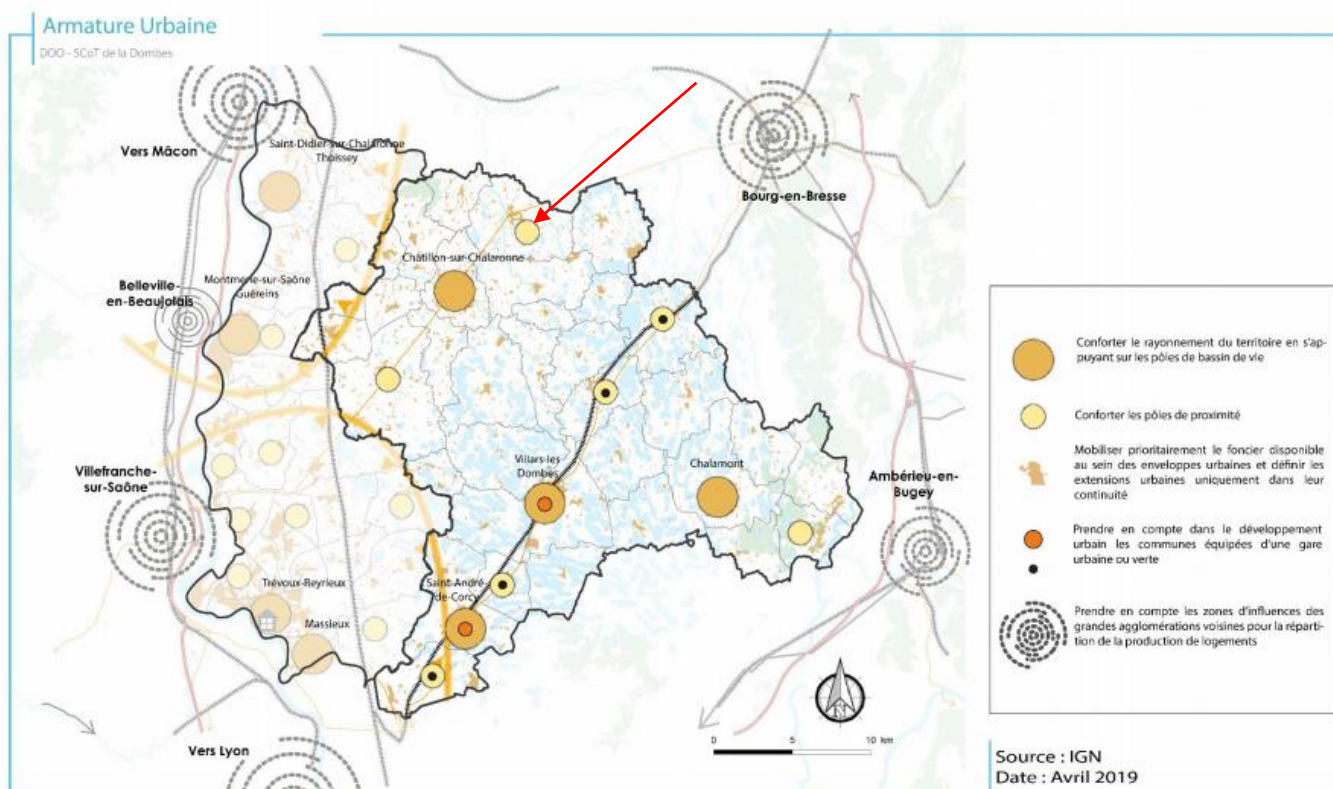 Armature Urbaine
DOO - SCoT de la Dombes
Vers Mâcon
Saint-Didier-sur-Chalaronne
Thoissey
Bourg-en-Bresse
Châtillon-sur-Chalaronne
Montmerle-sur-Saône
Guéreins
Belleville-
en-Beaujolais
Villefranche-
sur-Saône
Villars-les
Dombes
Chalamont
Ambérieu-en-
Bugey
Trévoux-Reyrieux
Saint-André-
de-Corcy
Massieux
Vers Lyon
N
0 5 10 km
Conforter le rayonnement du territoire en s'ap-
puyant sur les pôles de bassin de vie
Conforter les pôles de proximité
Mobiliser prioritairement le foncier disponible
au sein des enveloppes urbaines et définir les
extensions urbaines uniquement dans leur
continuité
Prendre en compte dans le développement
urbain les communes équipées d'une gare
urbaine ou verte
Prendre en compte les zones d'influences des
grandes agglomérations voisines pour la réparti-
tion de la production de logements
Source : IGN
Date : Avril 2019